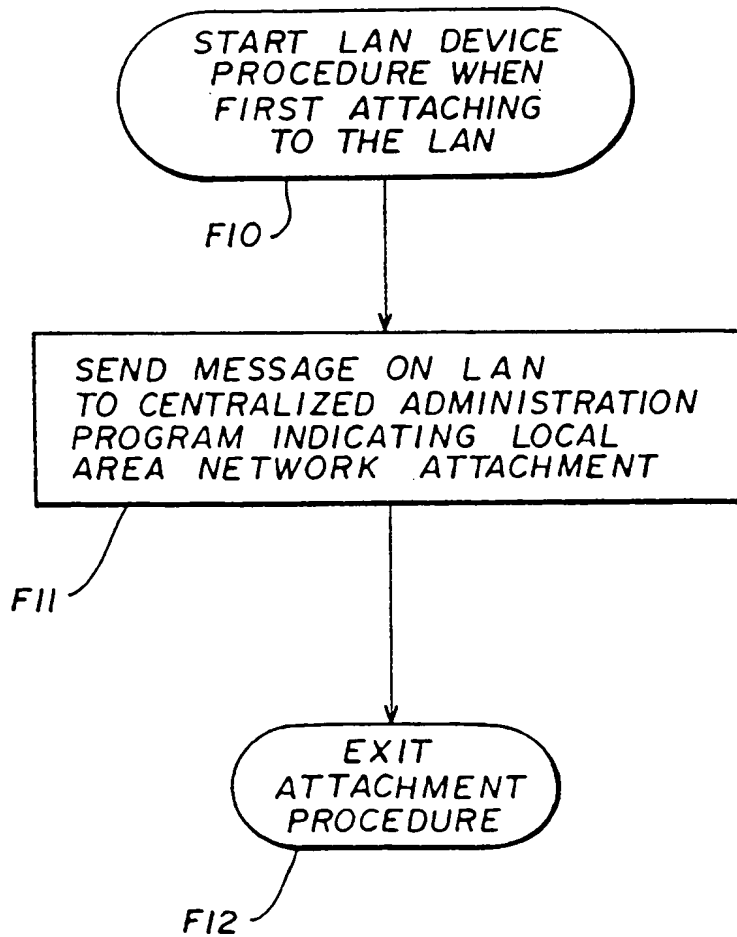 START LAN DEVICE
PROCEDURE WHEN
FIRST ATTACHING
TO THE LAN
F10
SEND MESSAGE ON LAN
TO CENTRALIZED ADMINISTRATION
PROGRAM INDICATING LOCAL
AREA NETWORK ATTACHMENT
F11
EXIT
ATTACHMENT
PROCEDURE
F12